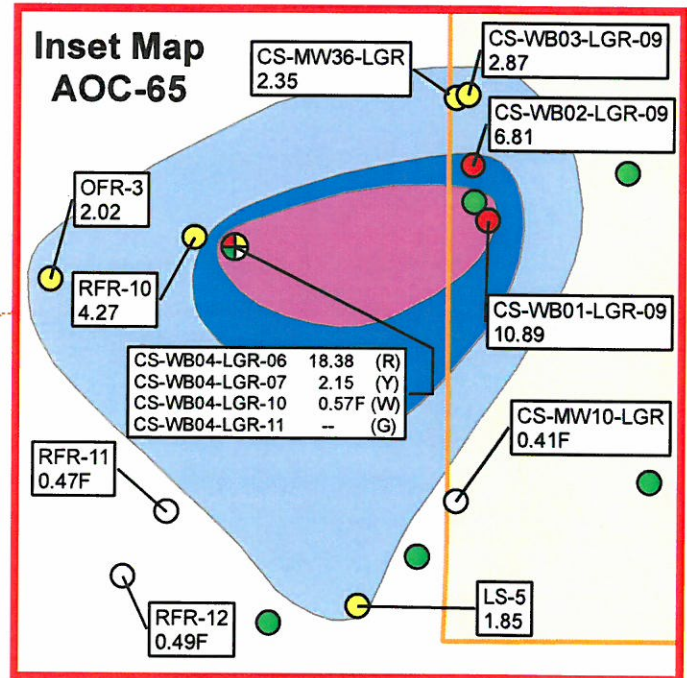 Inset Map
AOC-65
CS-MW36-LGR
2.35
CS-WB03-LGR-09
2.87
CS-WB02-LGR-09
6.81
OFR-3
2.02
RFR-10
4.27
CS-WB01-LGR-09
10.89
CS-WB04-LGR-06 18.38 (R)
CS-WB04-LGR-07 2.15 (Y)
CS-WB04-LGR-10 0.57F (W)
CS-WB04-LGR-11 -- (G)
CS-MW10-LGR
0.41F
RFR-11
0.47F
RFR-12
0.49F
LS-5
1.85